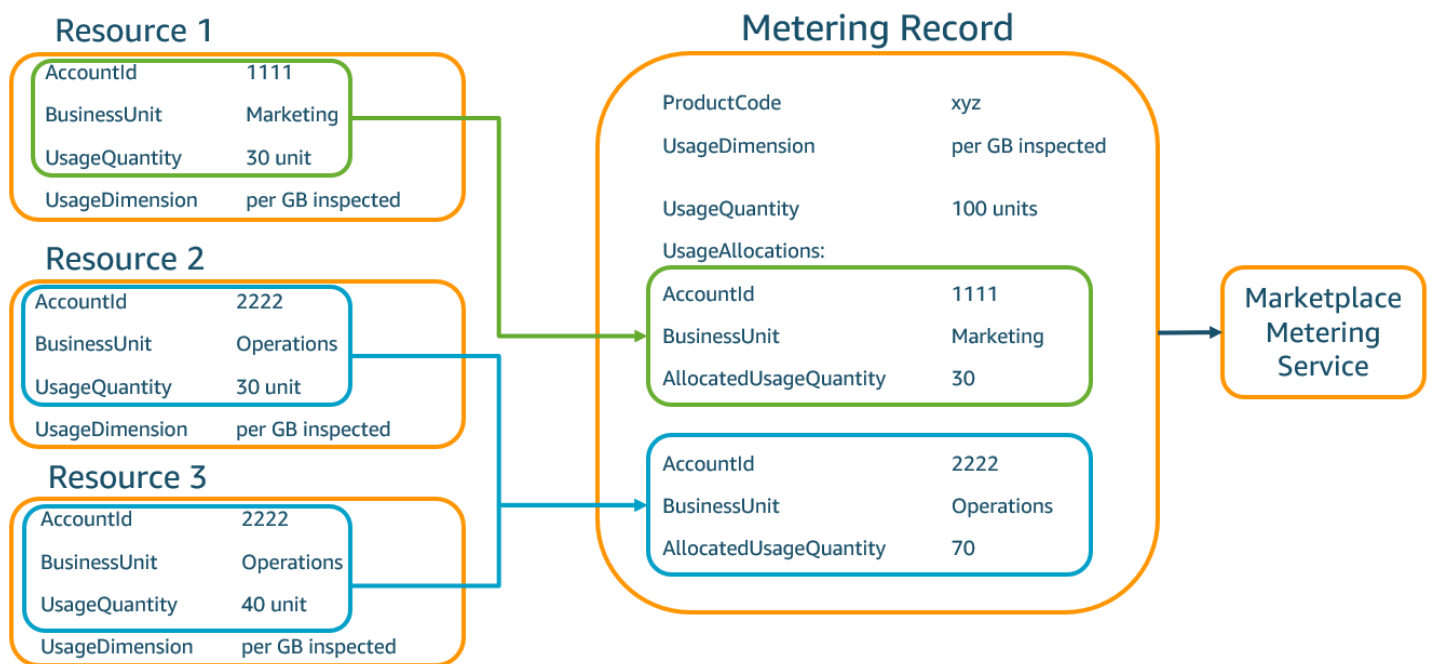 Resource 1
AccountId 1111
BusinessUnit Marketing
UsageQuantity 30 unit
UsageDimension per GB inspected
Resource 2
AccountId 2222
BusinessUnit Operations
UsageQuantity 30 unit
UsageDimension per GB inspected
Resource 3
AccountId 2222
BusinessUnit Operations
UsageQuantity 40 unit
UsageDimension per GB inspected
Metering Record
ProductCode xyz
UsageDimension per GB inspected
UsageQuantity 100 units
UsageAllocations:
AccountId 1111
BusinessUnit Marketing
AllocatedUsageQuantity 30
AccountId 2222
BusinessUnit Operations
AllocatedUsageQuantity 70
Marketplace
Metering
Service